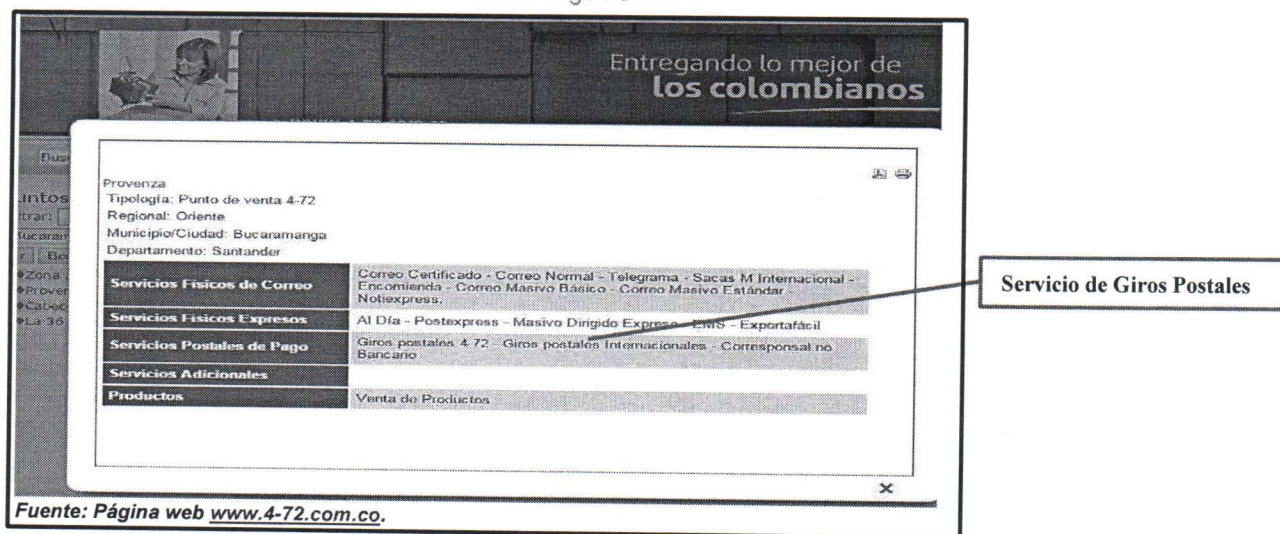 Entregando lo mejor de
los colombianos
Provenza
Tipología: Punto de venta 4-72
Regional: Oriente
Municipio/Ciudad: Bucaramanga
Departamento: Santander
Servicios Físicos de Correo
Correo Certificado - Correo Normal - Telegrama - Sacas M Internacional -
Encomienda - Correo Masivo Básico - Correo Masivo Estándar -
Notiexpress.
Servicios Físicos Expresos
Al Día - Postexpress - Masivo Dirigido Expreso - EMS - Exportafácil
Servicios Postales de Pago
Giros postales 4-72 - Giros postales Internacionales - Corresponsal no
Bancario
Servicios Adicionales
Productos
Venta de Productos
Servicio de Giros Postales
Fuente: Página web www.4-72.com.co.